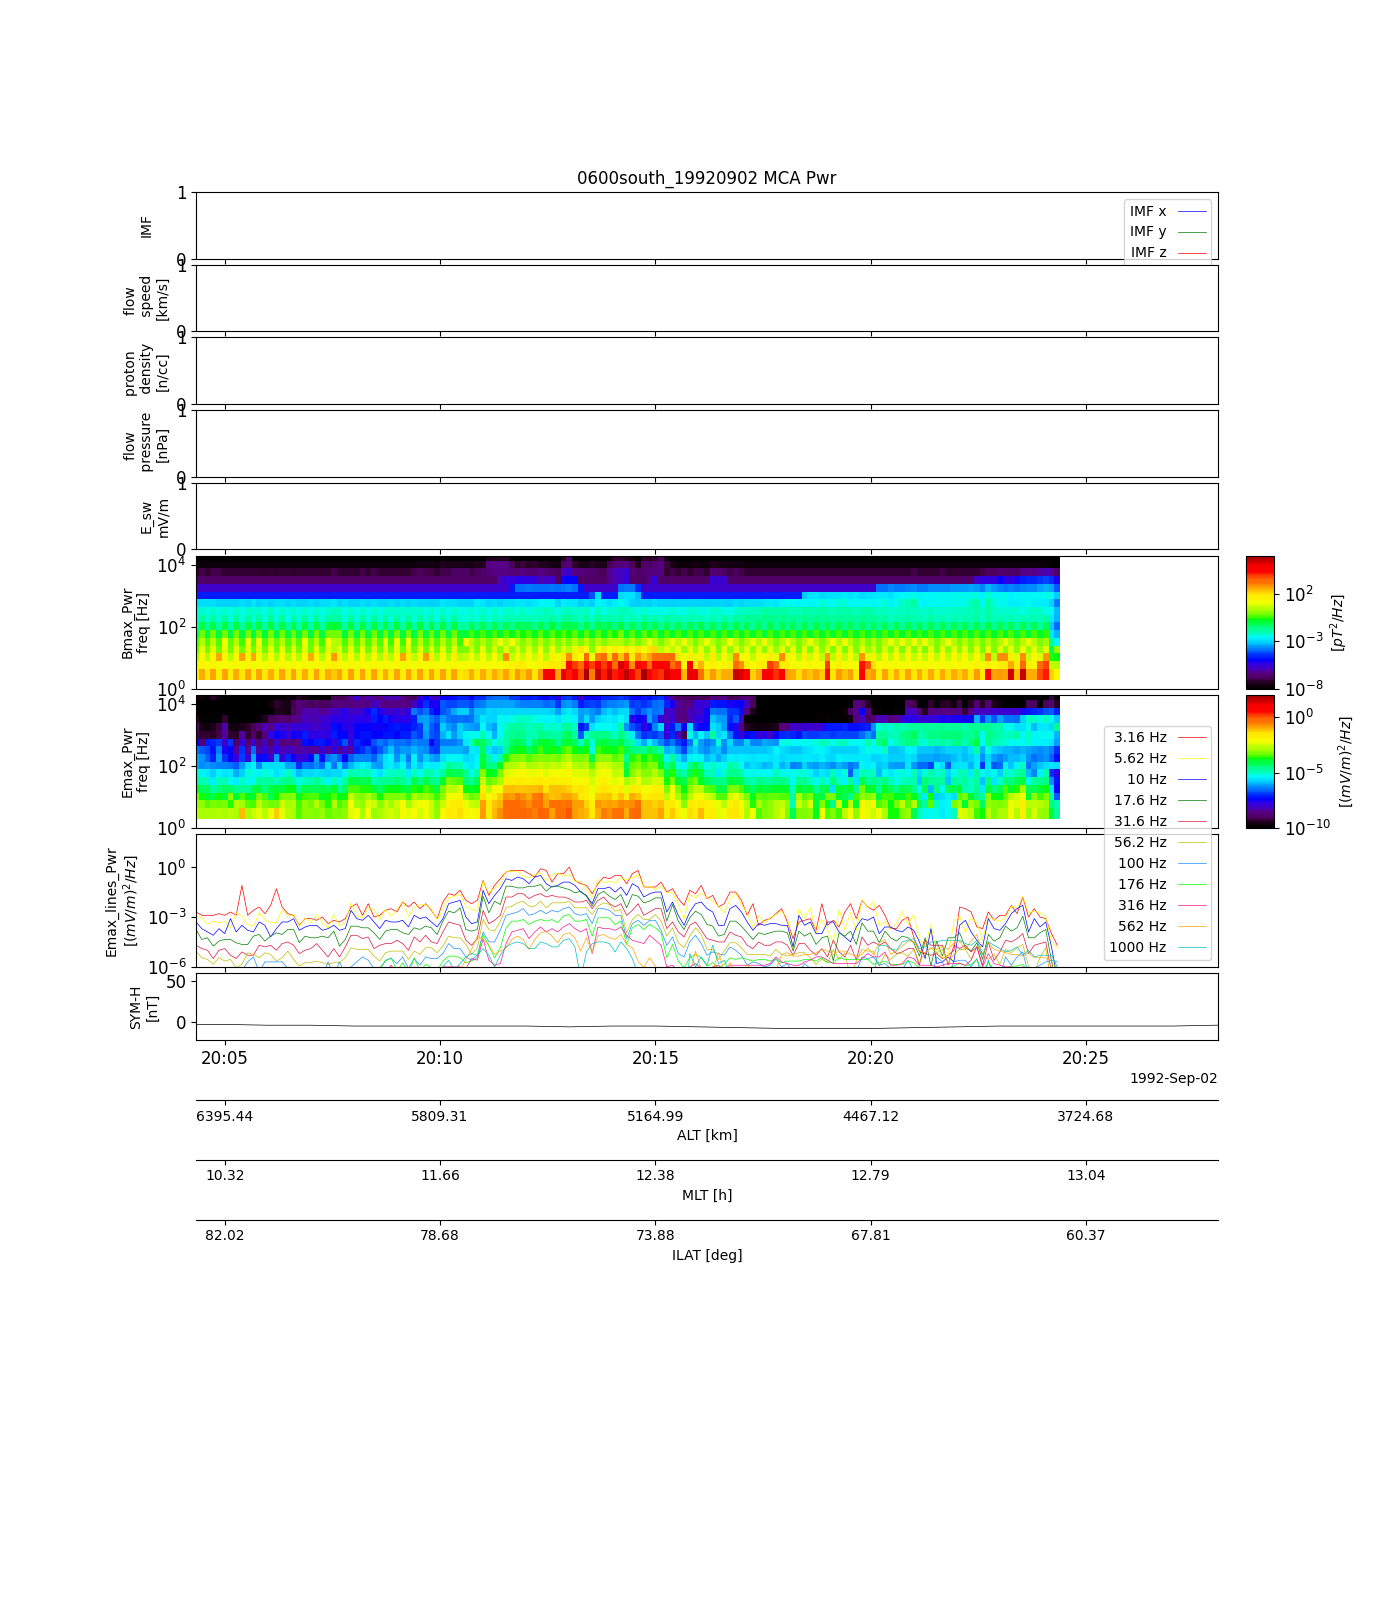 0600south_19920902 MCA Pwr
1
IMF
0
IMF x
IMF y
IMF z
1
flow
speed
[km/s]
0
1
proton
density
[n/cc]
0
1
flow
pressure
[nPa]
0
1
E_sw
mV/m
0
10^4
10^2
10^0
Bmax_Pwr
freq [Hz]
10^2
10^-3
10^-8
[pT^2/Hz]
10^4
10^2
10^0
Emax_Pwr
freq [Hz]
10^0
10^-5
10^-10
[(mV/m)^2/Hz]
3.16 Hz
5.62 Hz
10 Hz
17.6 Hz
31.6 Hz
56.2 Hz
100 Hz
176 Hz
316 Hz
562 Hz
1000 Hz
10^0
10^-3
10^-6
Emax_lines_Pwr
[(mV/m)^2/Hz]
50
0
SYM-H
[nT]
20:05 20:10 20:15 20:20 20:25
1992-Sep-02
6395.44 5809.31 5164.99 4467.12 3724.68
ALT [km]
10.32 11.66 12.38 12.79 13.04
MLT [h]
82.02 78.68 73.88 67.81 60.37
ILAT [deg]